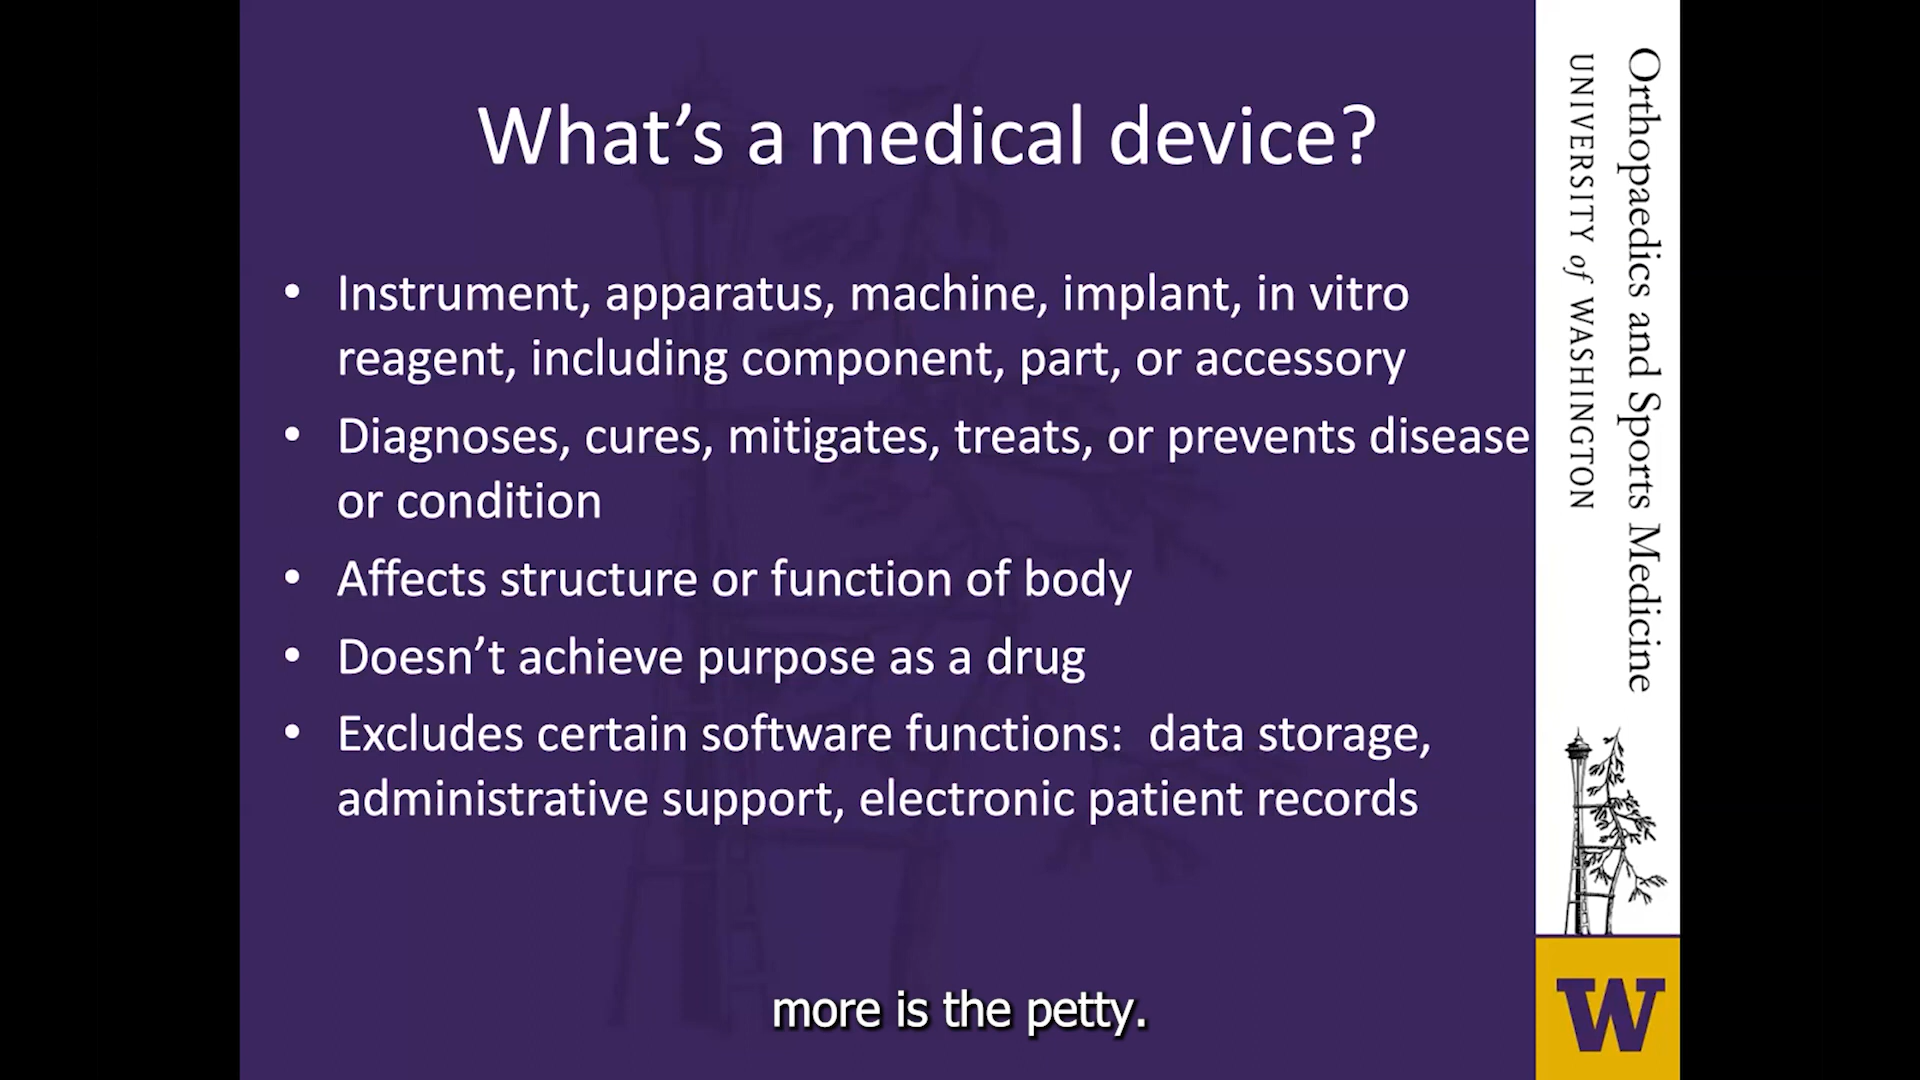 What’s a medical device?
• Instrument, apparatus, machine, implant, in vitro
reagent, including component, part, or accessory
• Diagnoses, cures, mitigates, treats, or prevents disease
or condition
• Affects structure or function of body
• Doesn’t achieve purpose as a drug
• Excludes certain software functions:  data storage,
administrative support, electronic patient records
more is the petty.
Orthopaedics and Sports Medicine
UNIVERSITY of WASHINGTON
W